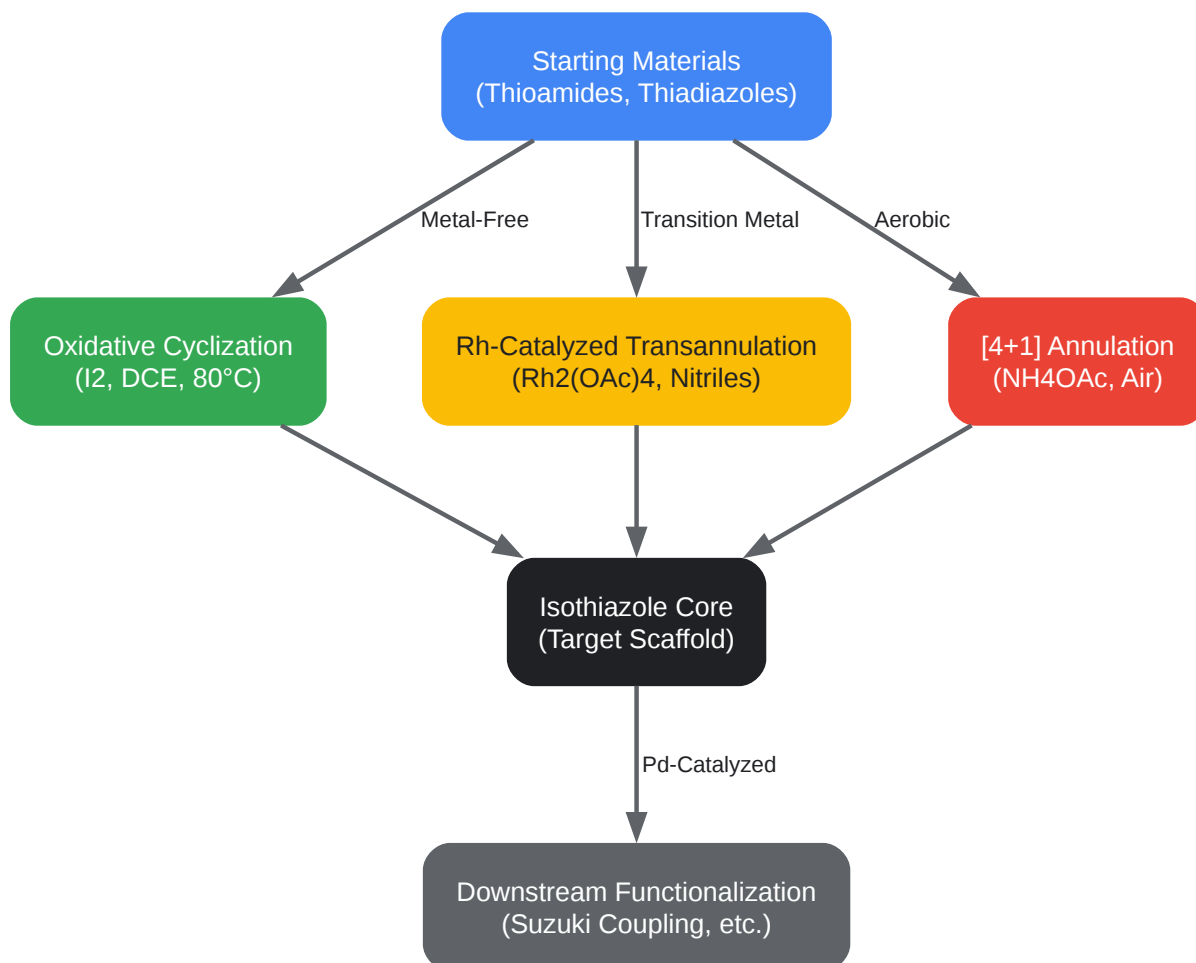 Starting Materials
(Thioamides, Thiadiazoles)
Metal-Free
Transition Metal
Aerobic
Oxidative Cyclization
(I2, DCE, 80°C)
Rh-Catalyzed Transannulation
(Rh2(OAc)4, Nitriles)
[4+1] Annulation
(NH4OAc, Air)
Isothiazole Core
(Target Scaffold)
Pd-Catalyzed
Downstream Functionalization
(Suzuki Coupling, etc.)